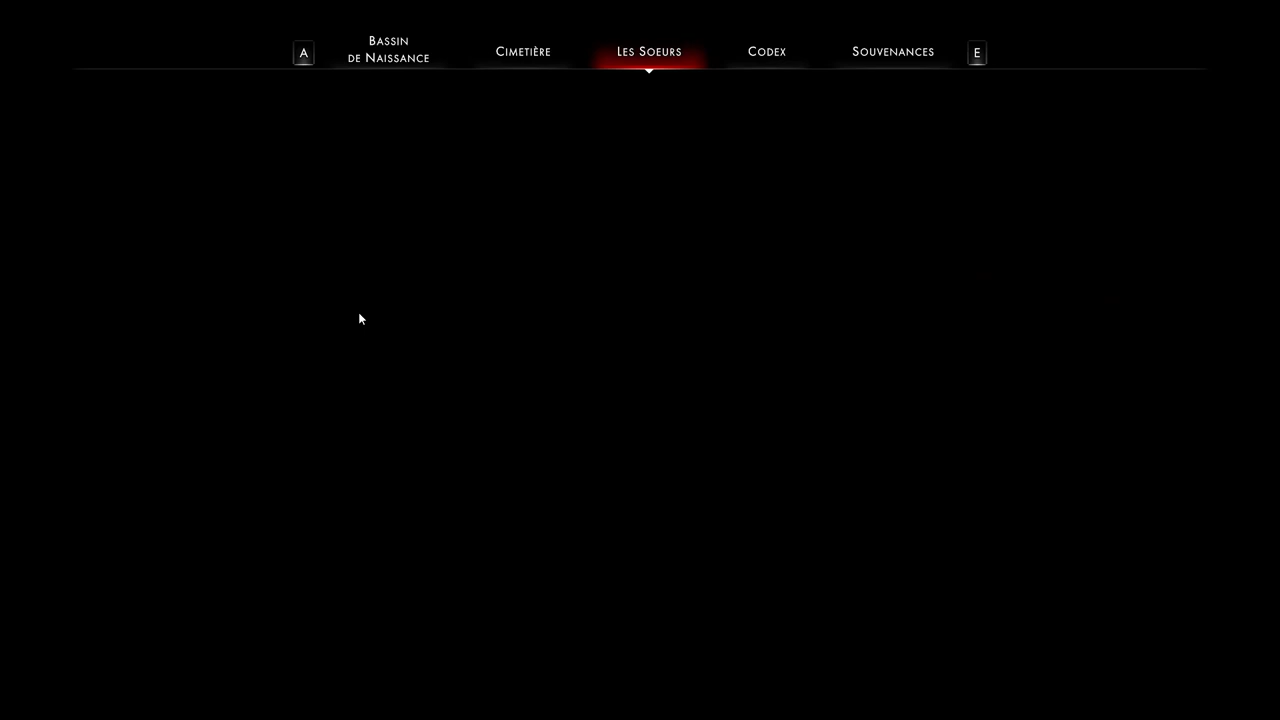 A
Bassin
de Naissance
Cimetière
Les Soeurs
Codex
Souvenances
E